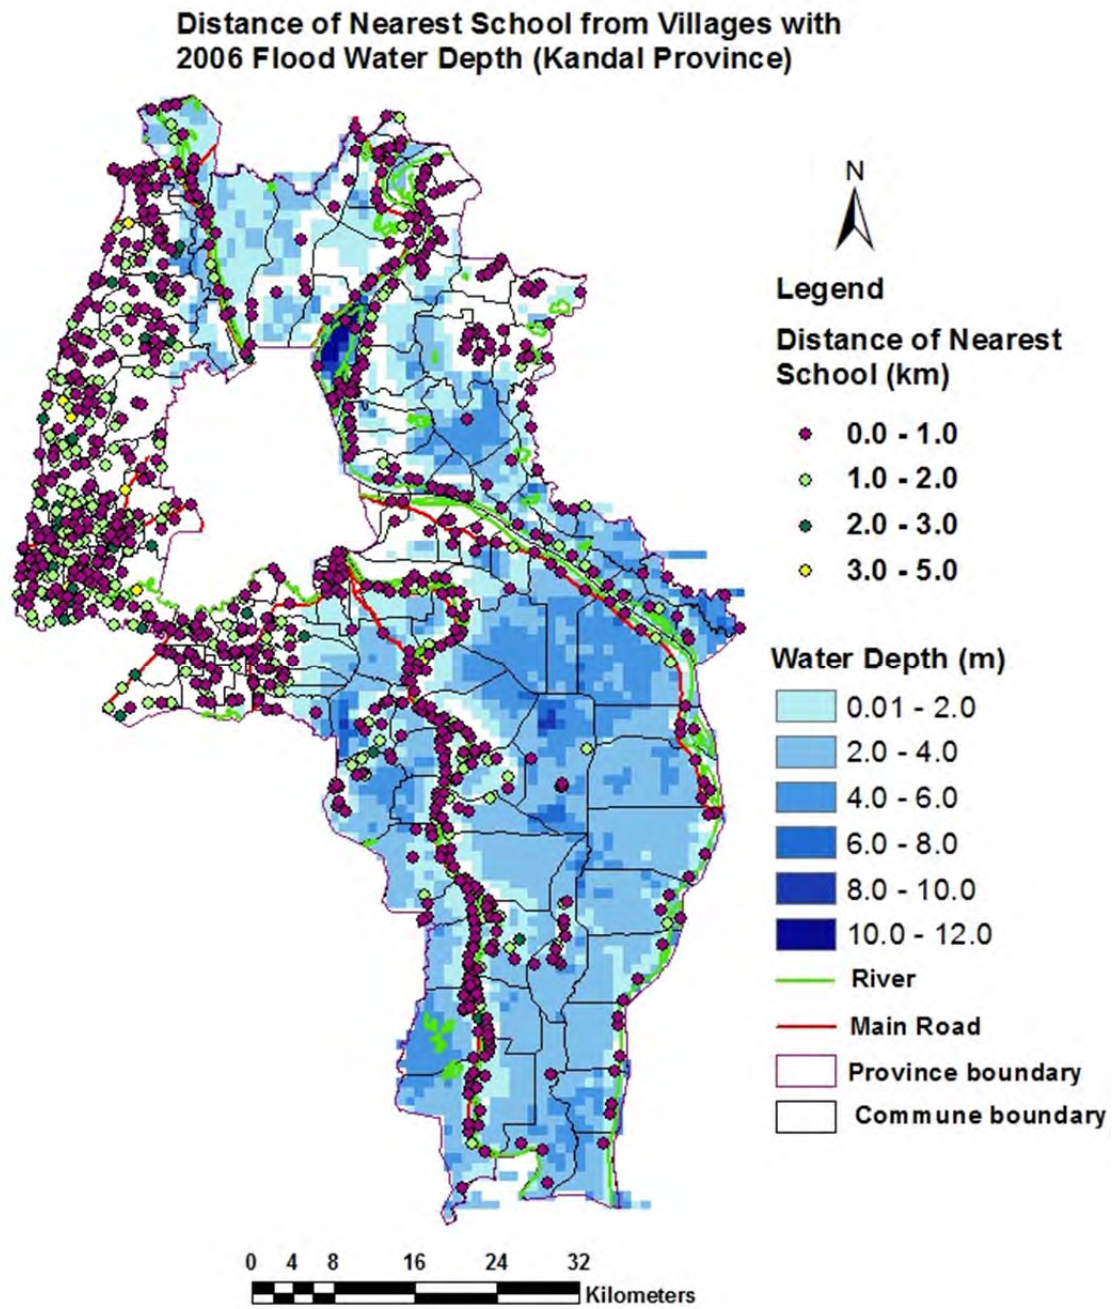 Distance of Nearest School from Villages with
2006 Flood Water Depth (Kandal Province)
N
Legend
Distance of Nearest
School (km)
0.0 - 1.0
1.0 - 2.0
2.0 - 3.0
3.0 - 5.0
Water Depth (m)
0.01 - 2.0
2.0 - 4.0
4.0 - 6.0
6.0 - 8.0
8.0 - 10.0
10.0 - 12.0
River
Main Road
Province boundary
Commune boundary
0 4 8 16 24 32
Kilometers